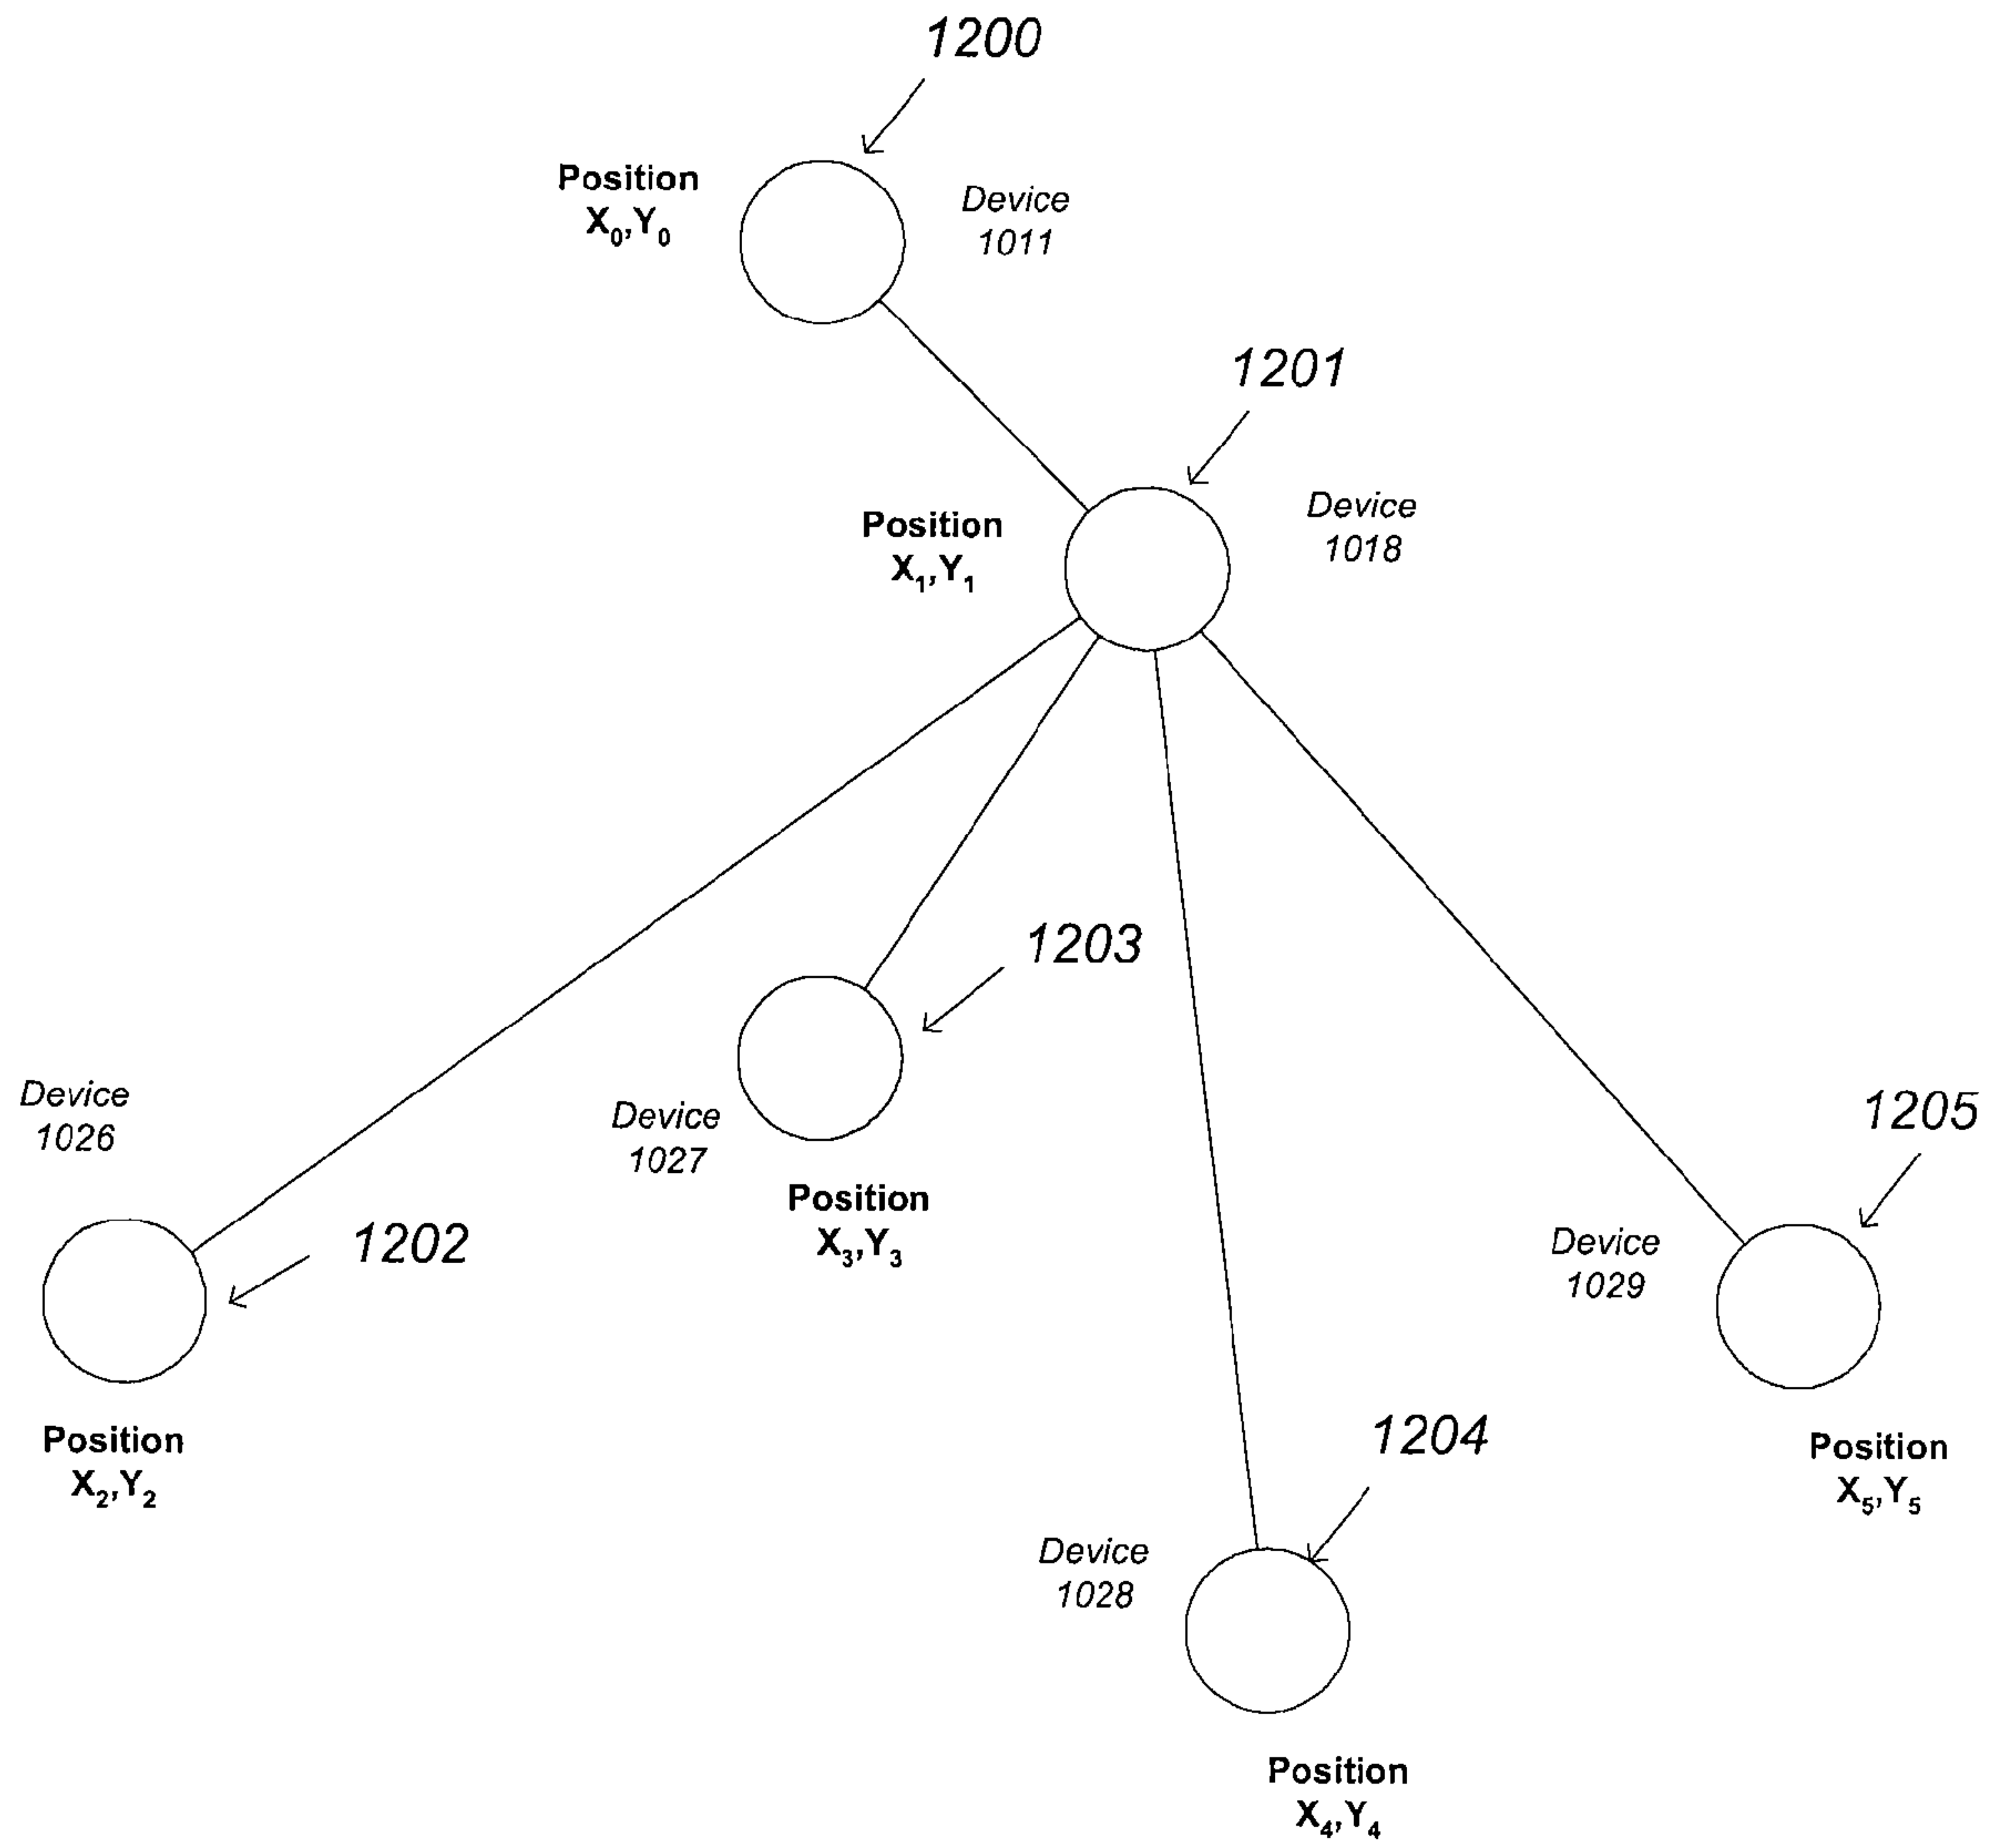 1200
Position
X₀,Y₀
Device
1011
1201
Position
X₁,Y₁
Device
1018
1203
Device
1026
Device
1027
1205
Position
X₃,Y₃
1202
Device
1029
Position
X₂,Y₂
1204
Position
X₅,Y₅
Device
1028
Position
X₄,Y₄